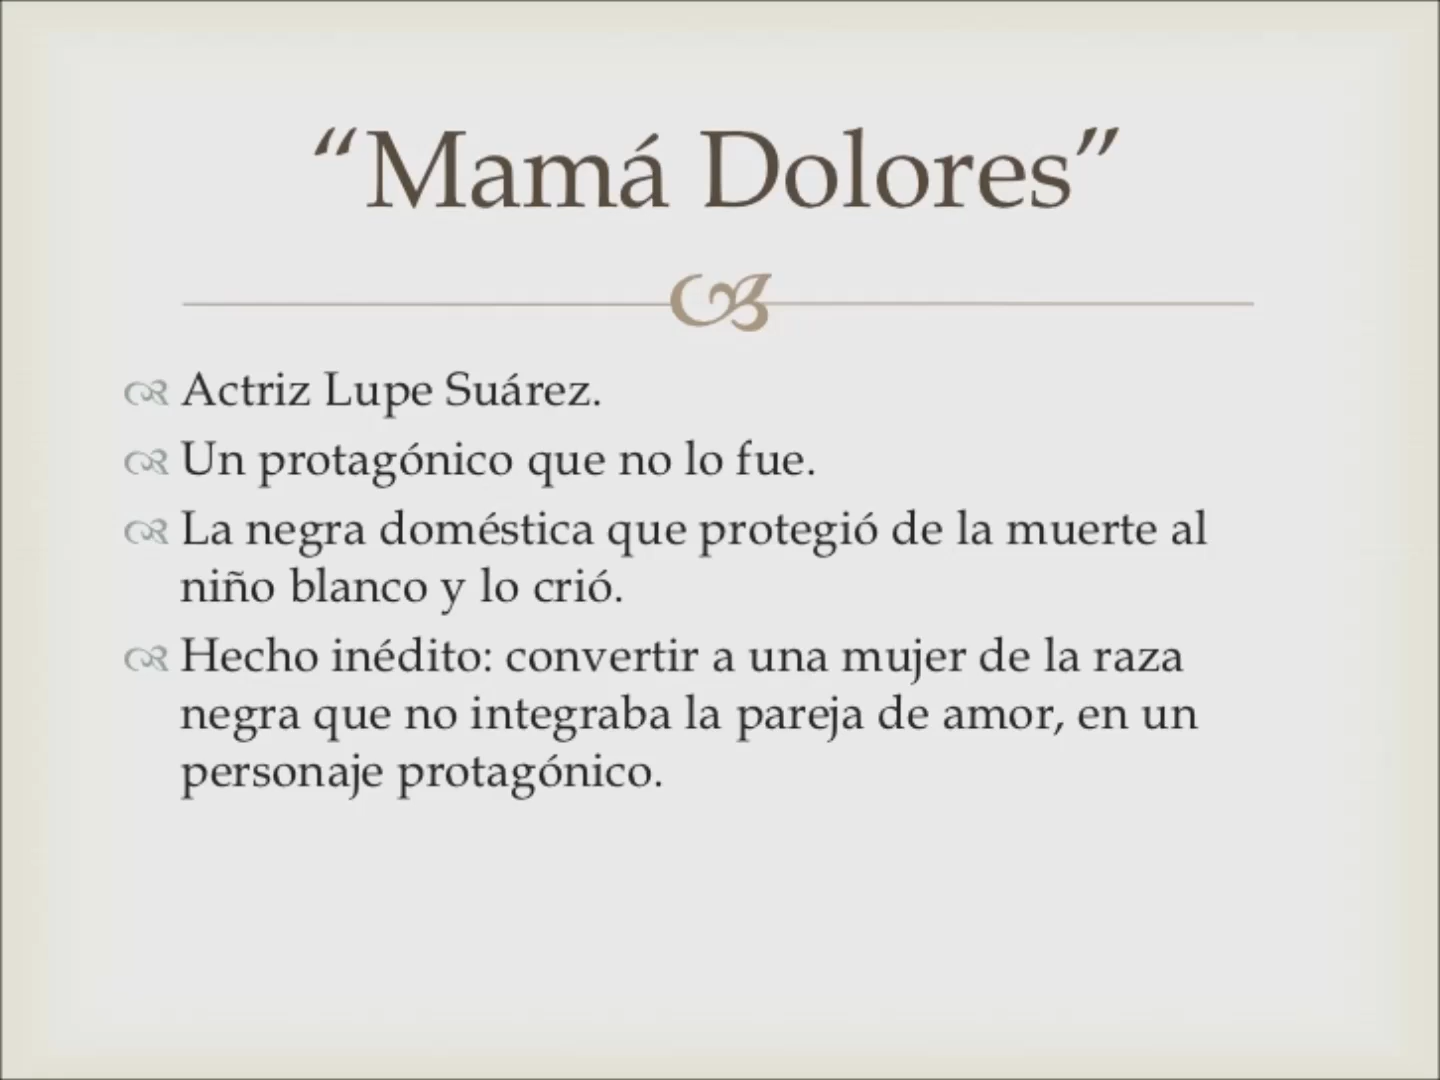 “Mamá Dolores”
Actriz Lupe Suárez.
Un protagónico que no lo fue.
La negra doméstica que protegió de la muerte al
niño blanco y lo crió.
Hecho inédito: convertir a una mujer de la raza
negra que no integraba la pareja de amor, en un
personaje protagónico.